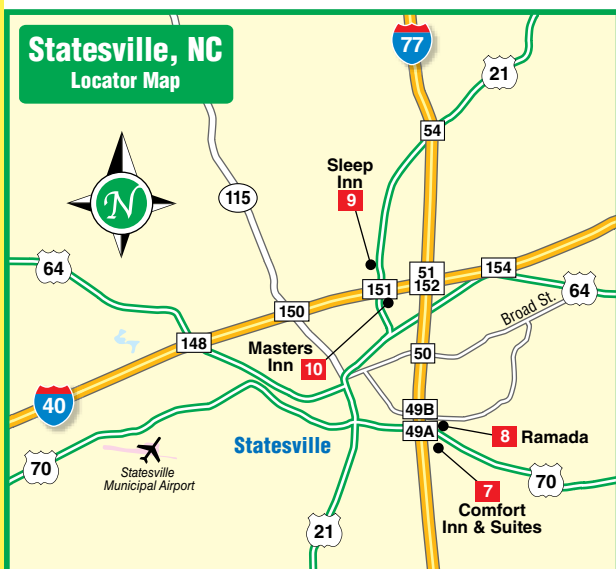 Statesville, NC
Locator Map
77
21
54
Sleep
Inn
9
N
115
64
51
152
154
151
64
150
Broad St.
148
Masters
Inn
10
50
40
49B
49A
8 Ramada
Statesville
70
Statesville
Municipal Airport
7
70
Comfort
Inn & Suites
21